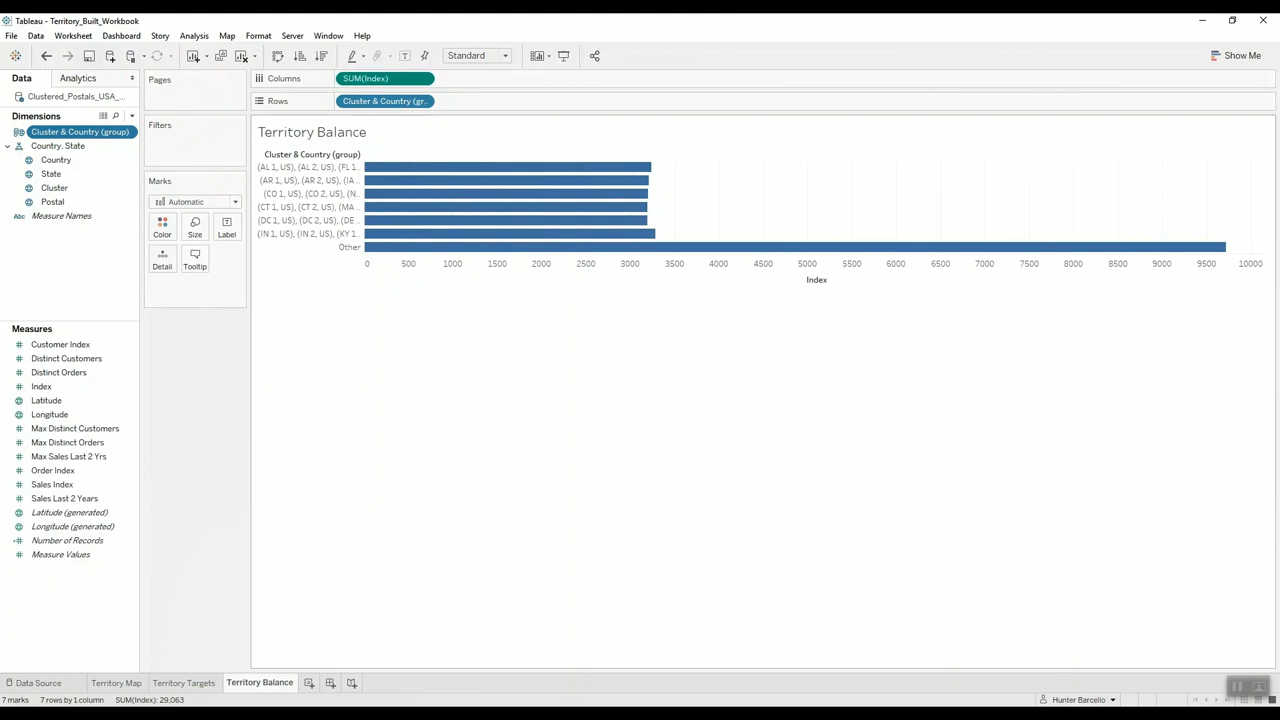 Tableau - Territory_Built_Workbook
File Data Worksheet Dashboard Story Analysis Map Format Server Window Help
Standard
Show Me
Data Analytics
Clustered_Postals_USA_...
Dimensions
Cluster & Country (group)
Country, State
Country
State
Cluster
Postal
Abc Measure Names
Measures
Customer Index
Distinct Customers
Distinct Orders
Index
Latitude
Longitude
Max Distinct Customers
Max Distinct Orders
Max Sales Last 2 Yrs
Order Index
Sales Index
Sales Last 2 Years
Latitude (generated)
Longitude (generated)
Number of Records
Measure Values
Pages
Filters
Marks
Automatic
Color Size Label
Detail Tooltip
Columns SUM(Index)
Rows Cluster & Country (gr..
Territory Balance
Cluster & Country (group)
(AL 1, US), (AL 2, US), (FL 1...
(AR 1, US), (AR 2, US), (IA ..
(CO 1, US), (CO 2, US), (N..
(CT 1, US), (CT 2, US), (MA ..
(DC 1, US), (DC 2, US), (DE ..
(IN 1, US), (IN 2, US), (KY 1...
Other
0 500 1000 1500 2000 2500 3000 3500 4000 4500 5000 5500 6000 6500 7000 7500 8000 8500 9000 9500 10000
Index
Data Source Territory Map Territory Targets Territory Balance
7 marks 7 rows by 1 column SUM(Index): 29,063
Hunter Barcello